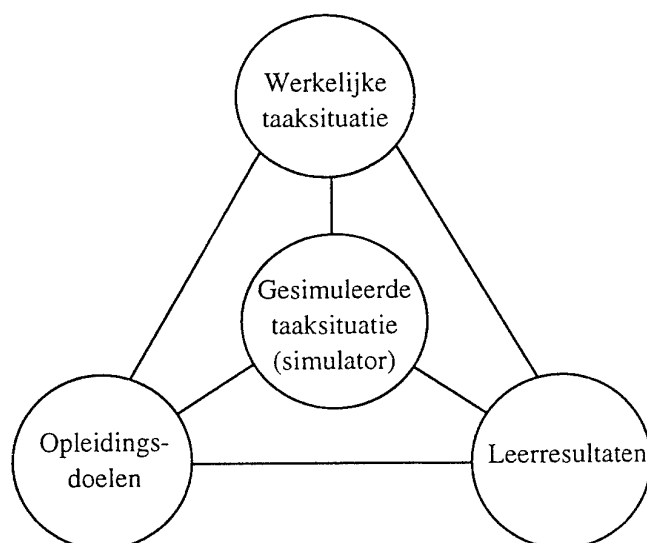 Werkelijke
taaksituatie
Gesimuleerde
taaksituatie
(simulator)
Opleidings-
doelen
Leerresultaten